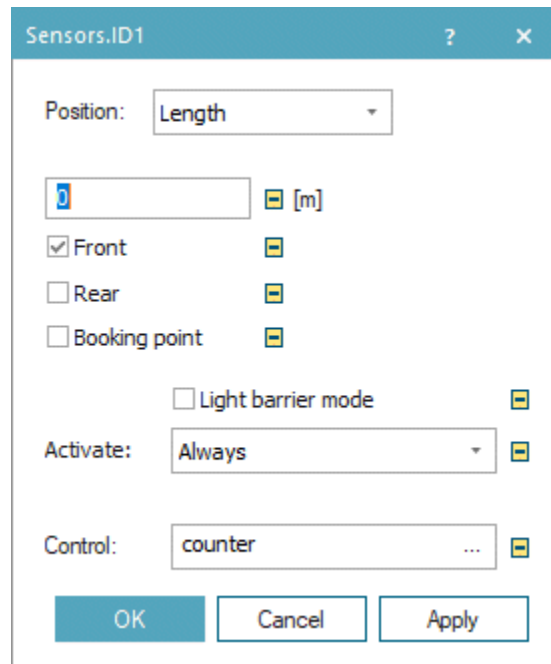 Sensors.ID1 ? ×
Position: Length
0 [m]
Front
Rear
Booking point
Light barrier mode
Activate: Always
Control: counter ...
OK Cancel Apply